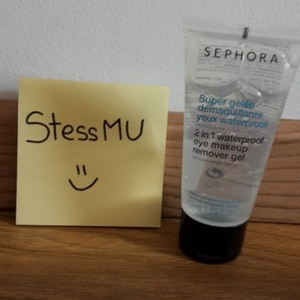 StessMU
SEPHORA
Super gelée
démaquillante
yeux waterproof
2 in 1 waterproof
eye makeup
remover gel